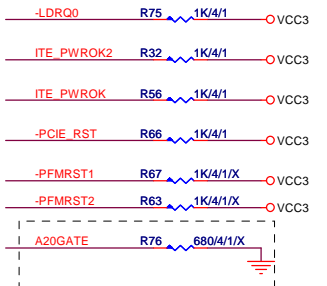 -LDRQ0 R75 1K/4/1 VCC3
ITE_PWROK2 R32 1K/4/1 VCC3
ITE_PWROK R56 1K/4/1 VCC3
-PCIE_RST R66 1K/4/1 VCC3
-PFMRST1 R67 1K/4/1/X VCC3
-PFMRST2 R63 1K/4/1/X VCC3
A20GATE R76 680/4/1/X